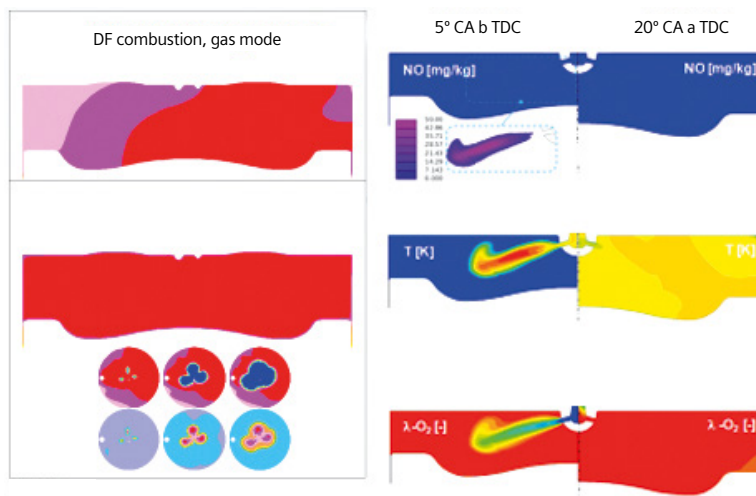 DF combustion, gas mode
5° CA b TDC
20° CA a TDC
NO [mg/kg]
NO [mg/kg]
50.00
42.86
35.71
28.57
21.43
14.29
7.143
0.000
T [K]
T [K]
λ-O₂ [-]
λ-O₂ [-]